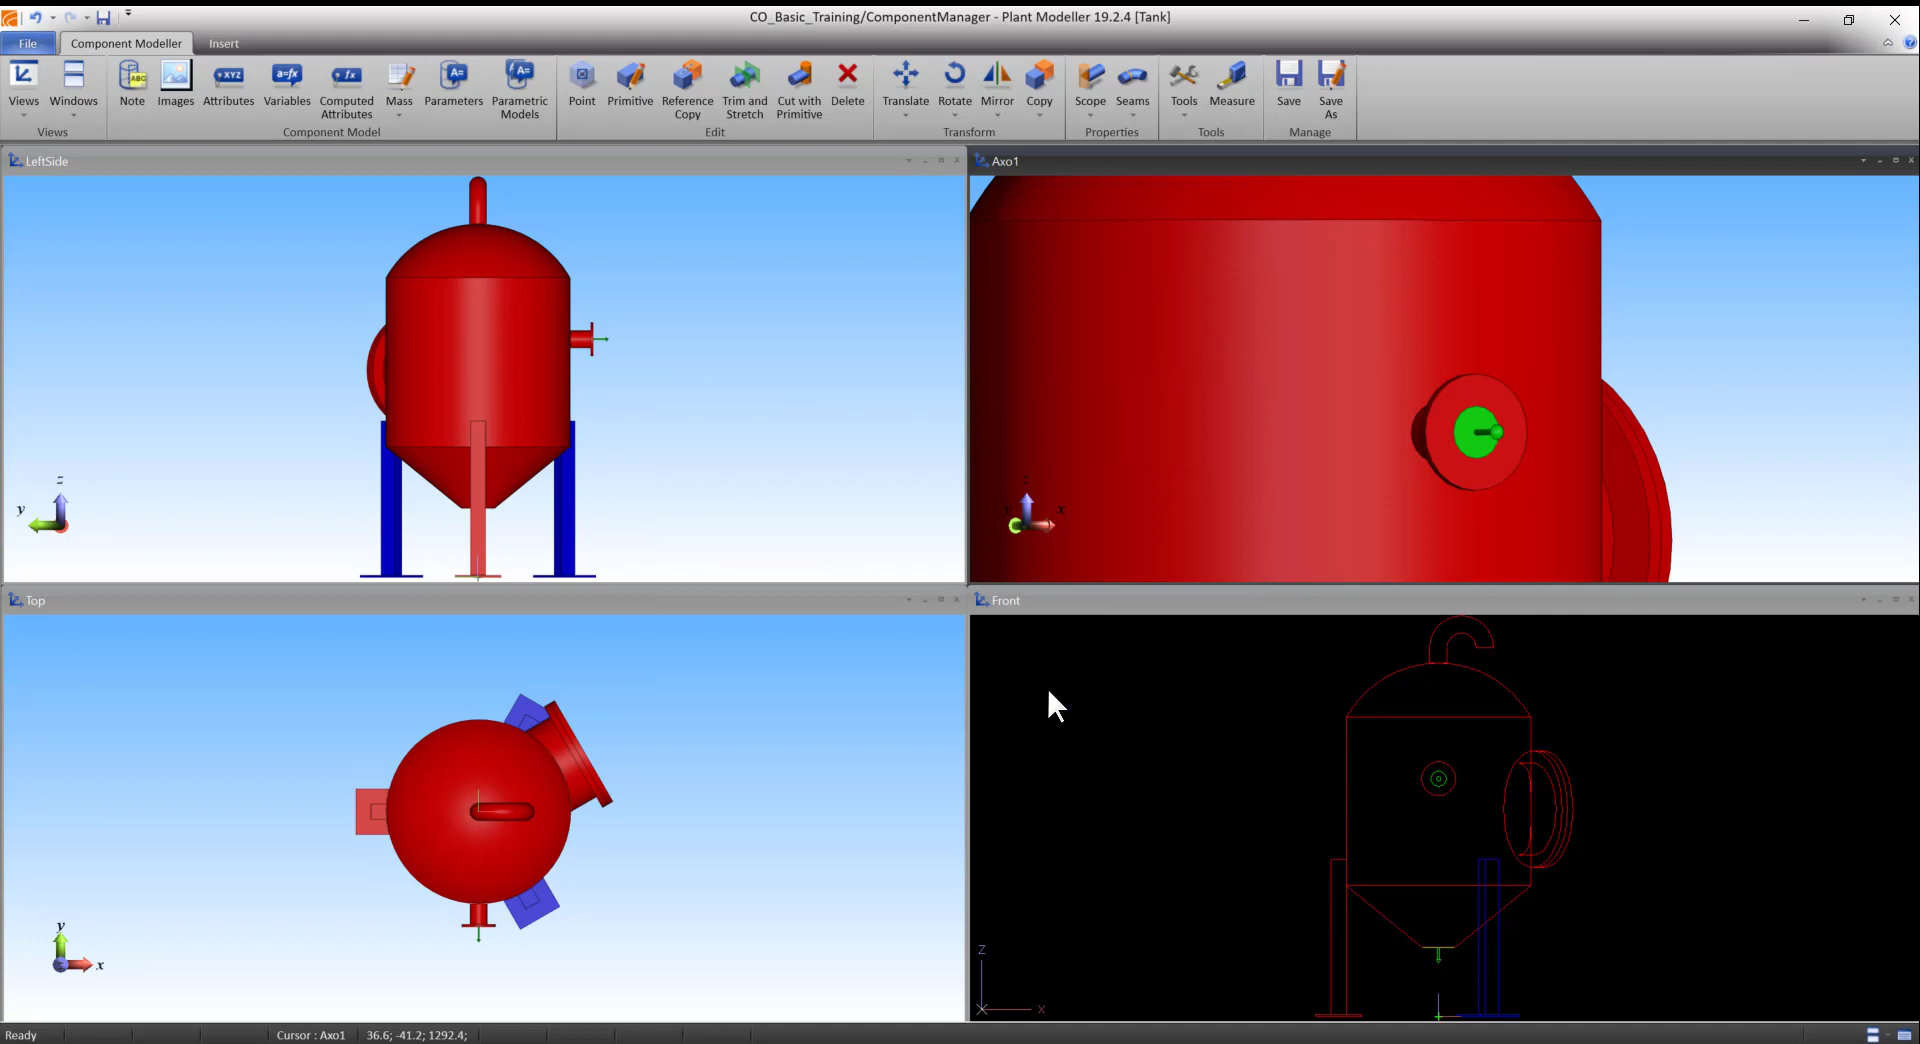 CO_Basic_Training/ComponentManager - Plant Modeller 19.2.4 [Tank]
File Component Modeller Insert
Views Windows Note Images Attributes Variables Computed Attributes Mass Parameters Parametric Models Point Primitive Reference Copy Trim and Stretch Cut with Primitive Delete Translate Rotate Mirror Copy Scope Seams Tools Measure Save Save As
Views Component Model Edit Transform Properties Tools Manage
LeftSide
Axo1
z
y
x
Top
Front
y
x
Z
X
Ready Cursor : Axo1 36.6; -41.2; 1292.4;